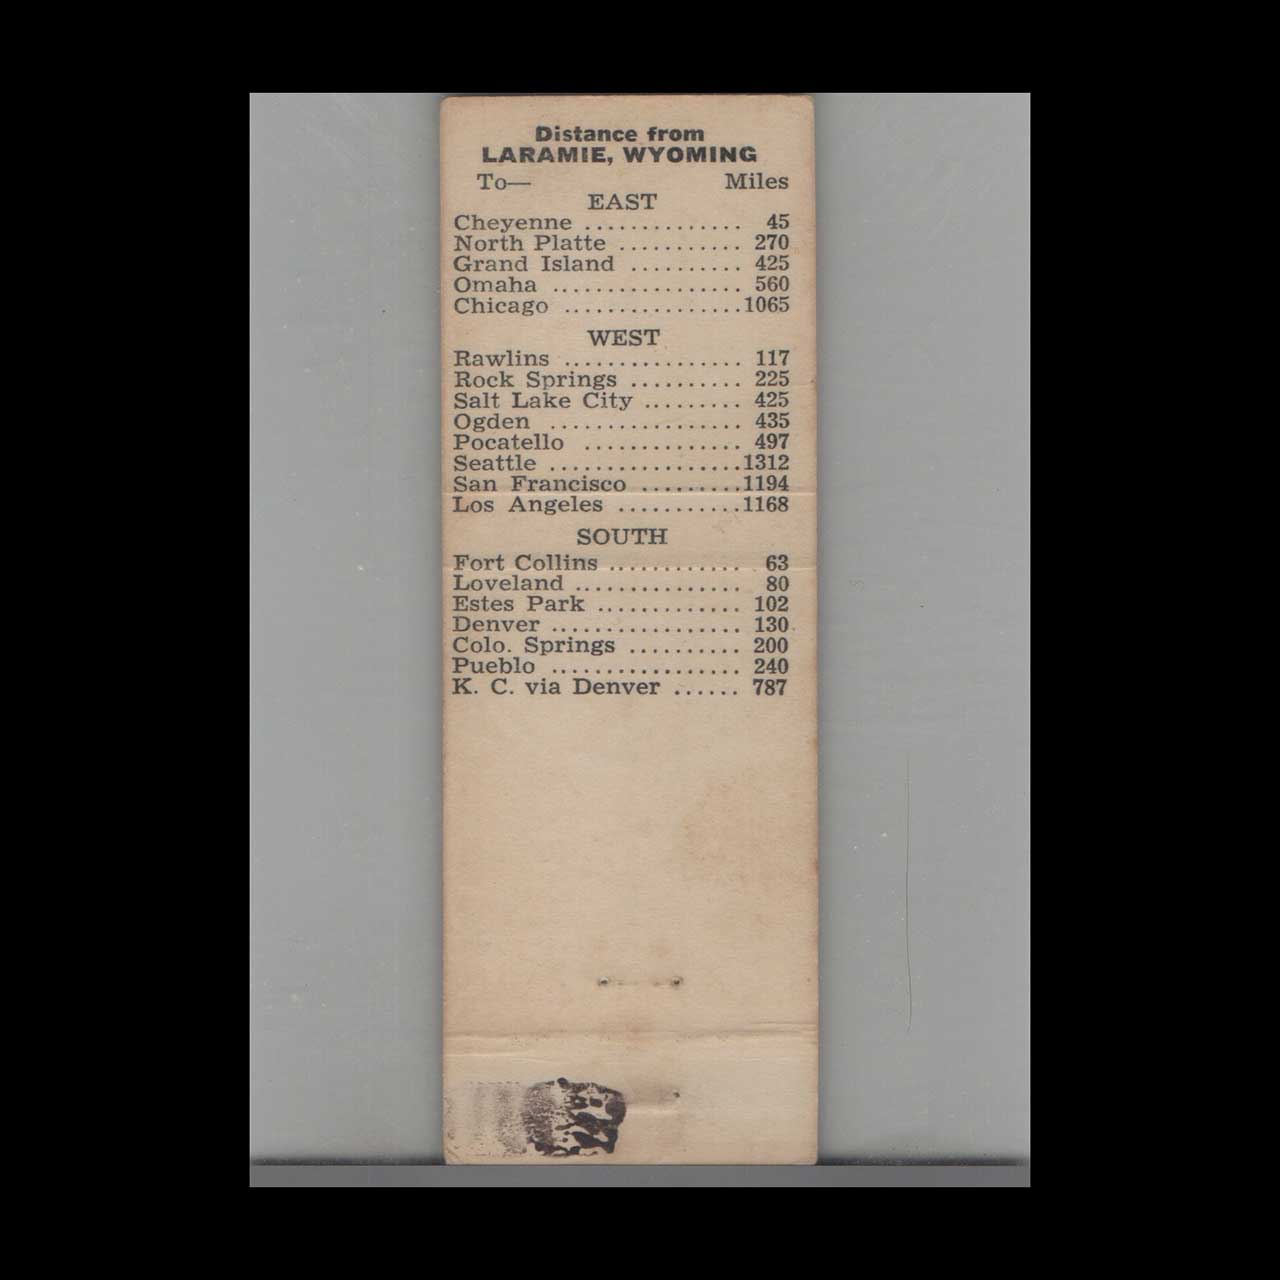 Distance from
LARAMIE, WYOMING
To— Miles
EAST
Cheyenne .............. 45
North Platte ........... 270
Grand Island .......... 425
Omaha ................. 560
Chicago ................1065
WEST
Rawlins ................ 117
Rock Springs .......... 225
Salt Lake City ......... 425
Ogden ................. 435
Pocatello .............. 497
Seattle ..................1312
San Francisco .........1194
Los Angeles ...........1168
SOUTH
Fort Collins ............ 63
Loveland ............... 80
Estes Park ............. 102
Denver .................. 130
Colo. Springs .......... 200
Pueblo .................. 240
K. C. via Denver ...... 787